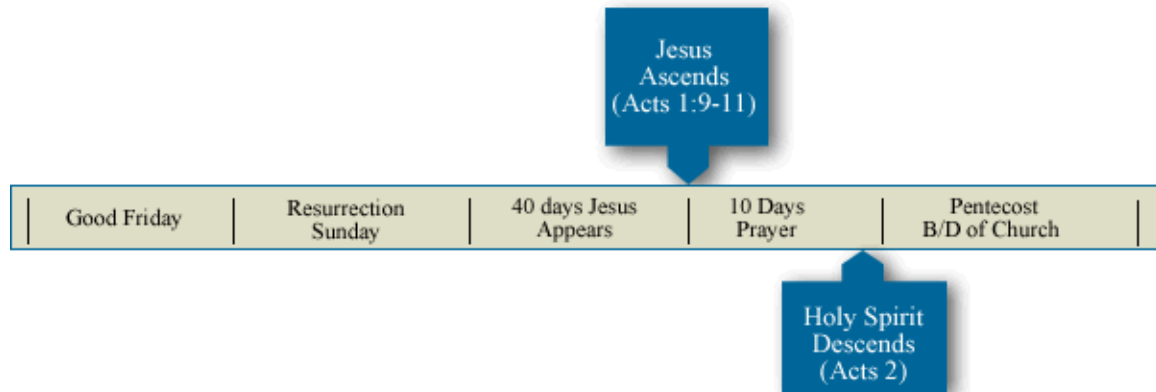 Jesus
Ascends
(Acts 1:9-11)
Good Friday
Resurrection
Sunday
40 days Jesus
Appears
10 Days
Prayer
Pentecost
B/D of Church
Holy Spirit
Descends
(Acts 2)